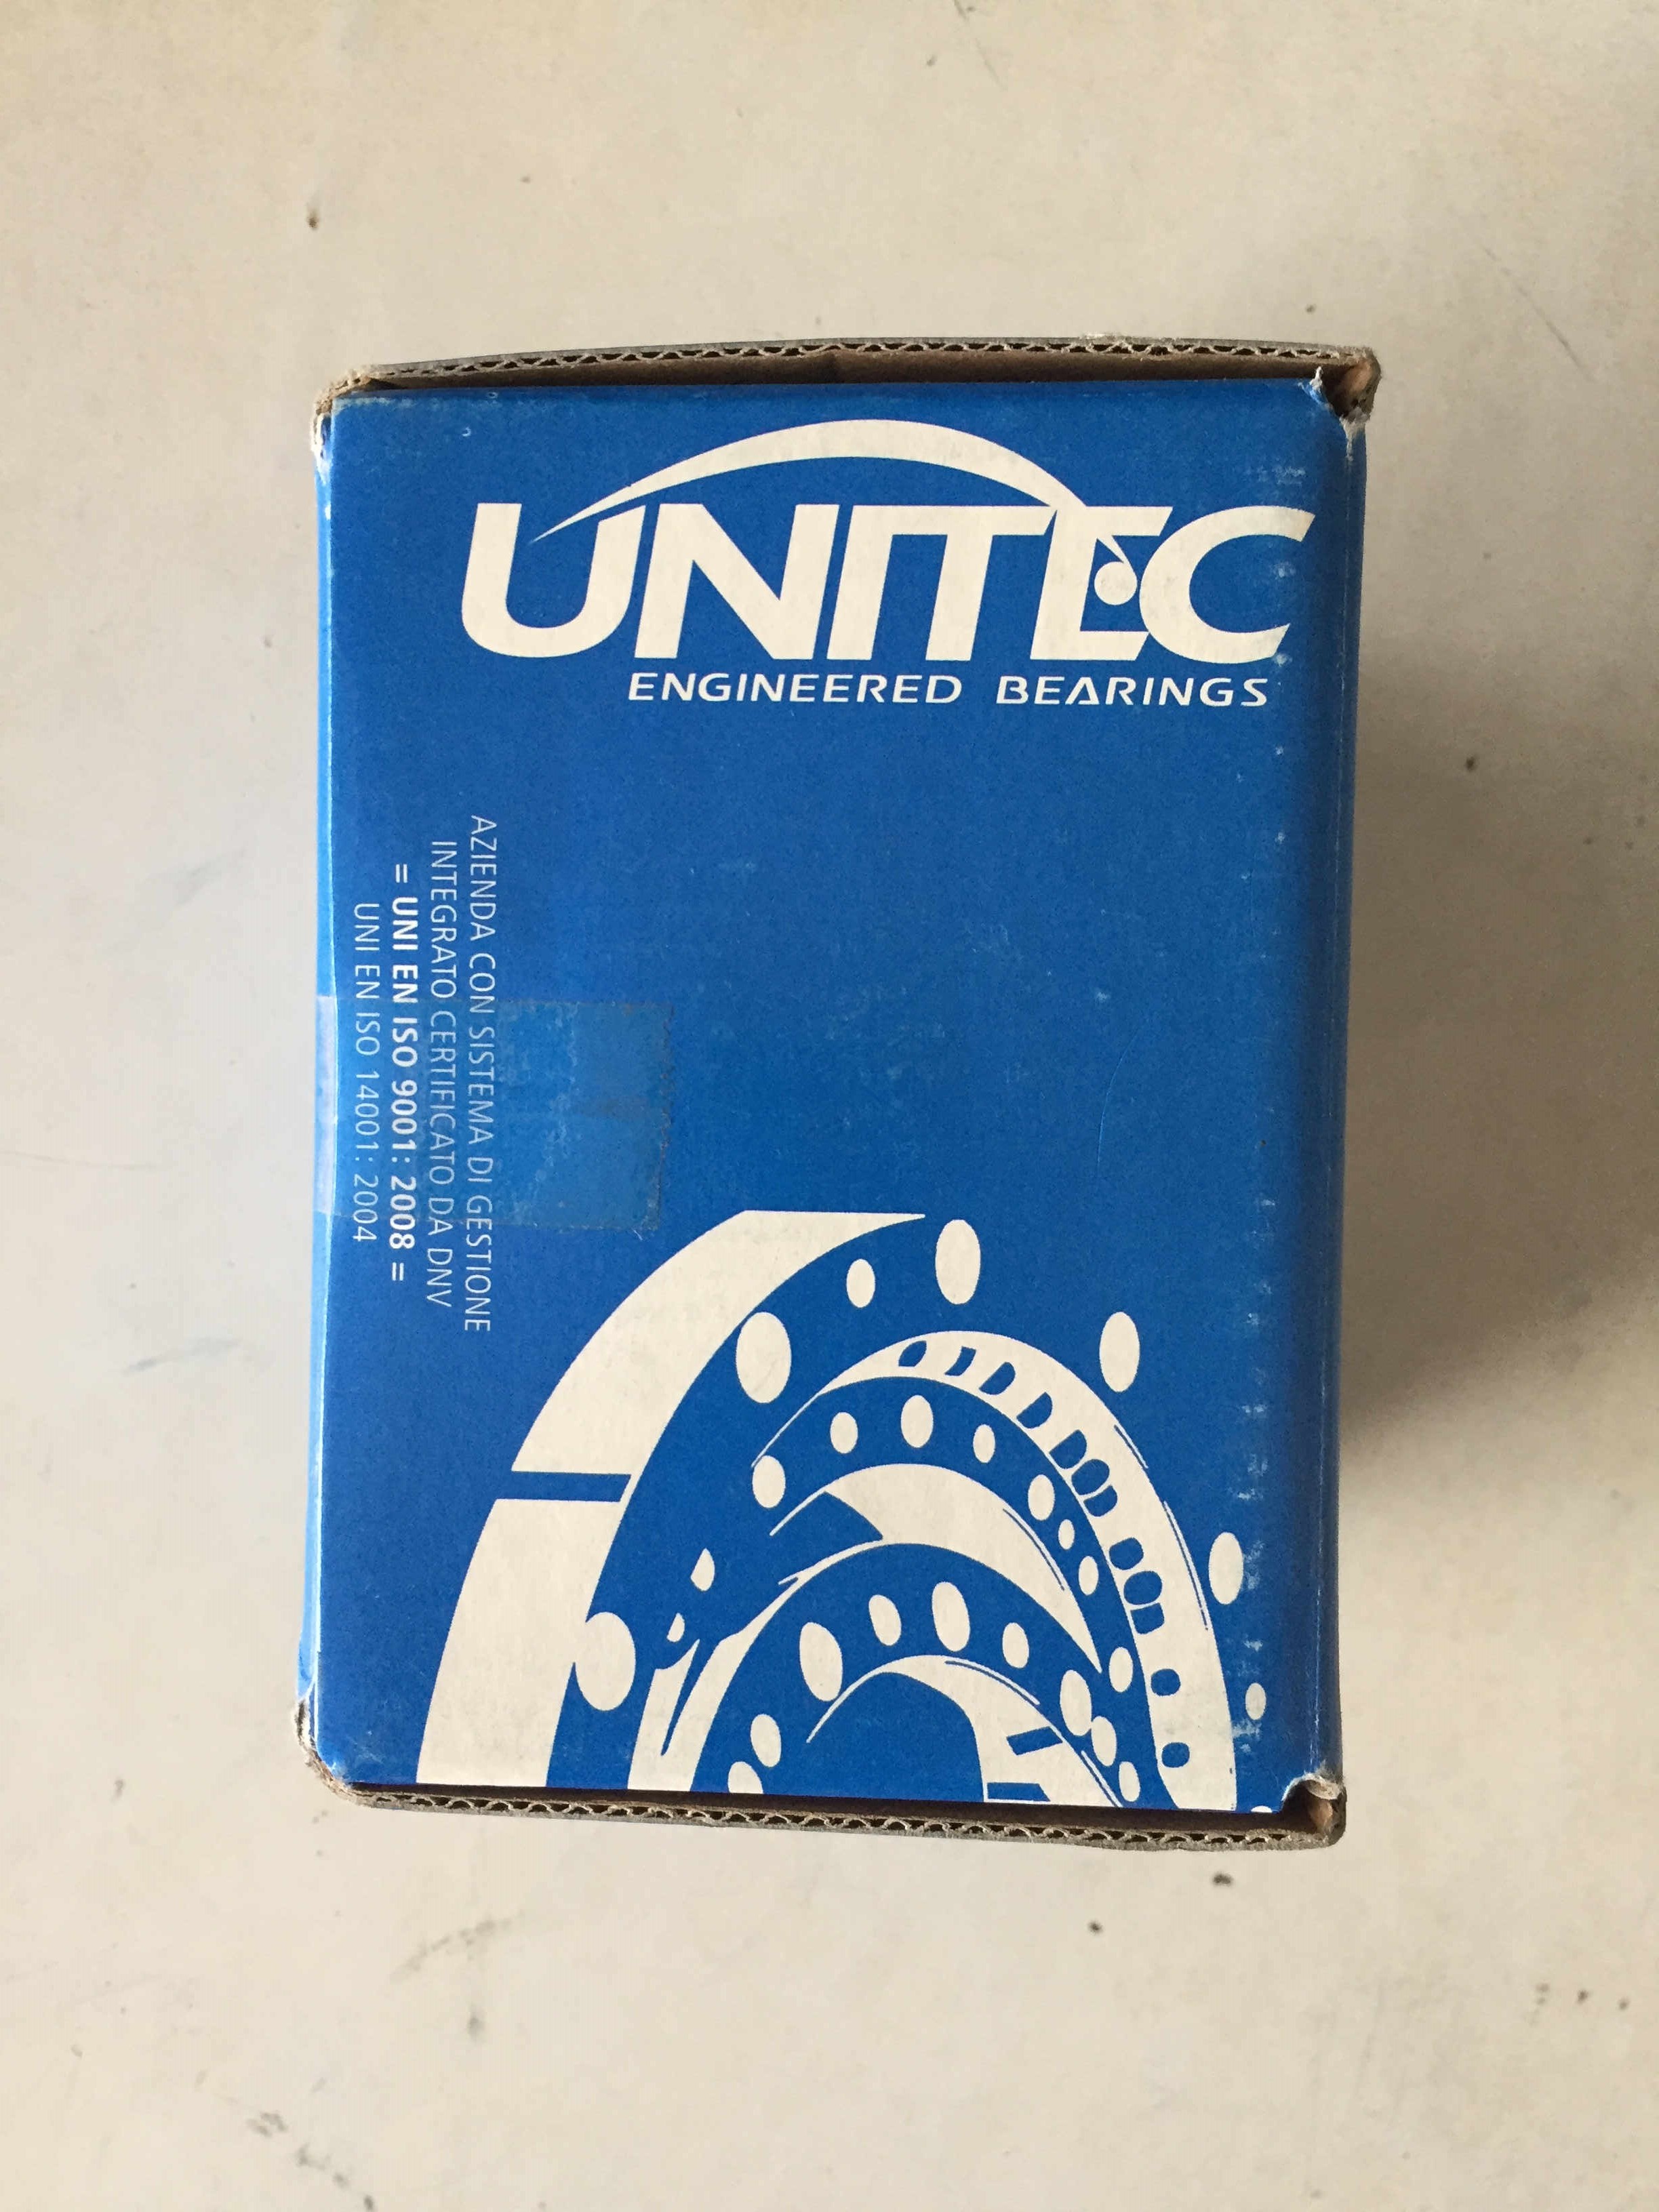 UNITEC
ENGINEERED BEARINGS
AZIENDA CON SISTEMA DI GESTIONE
INTEGRATO CERTIFICATO DA DNV
= UNI EN ISO 9001: 2008 =
UNI EN ISO 14001: 2004